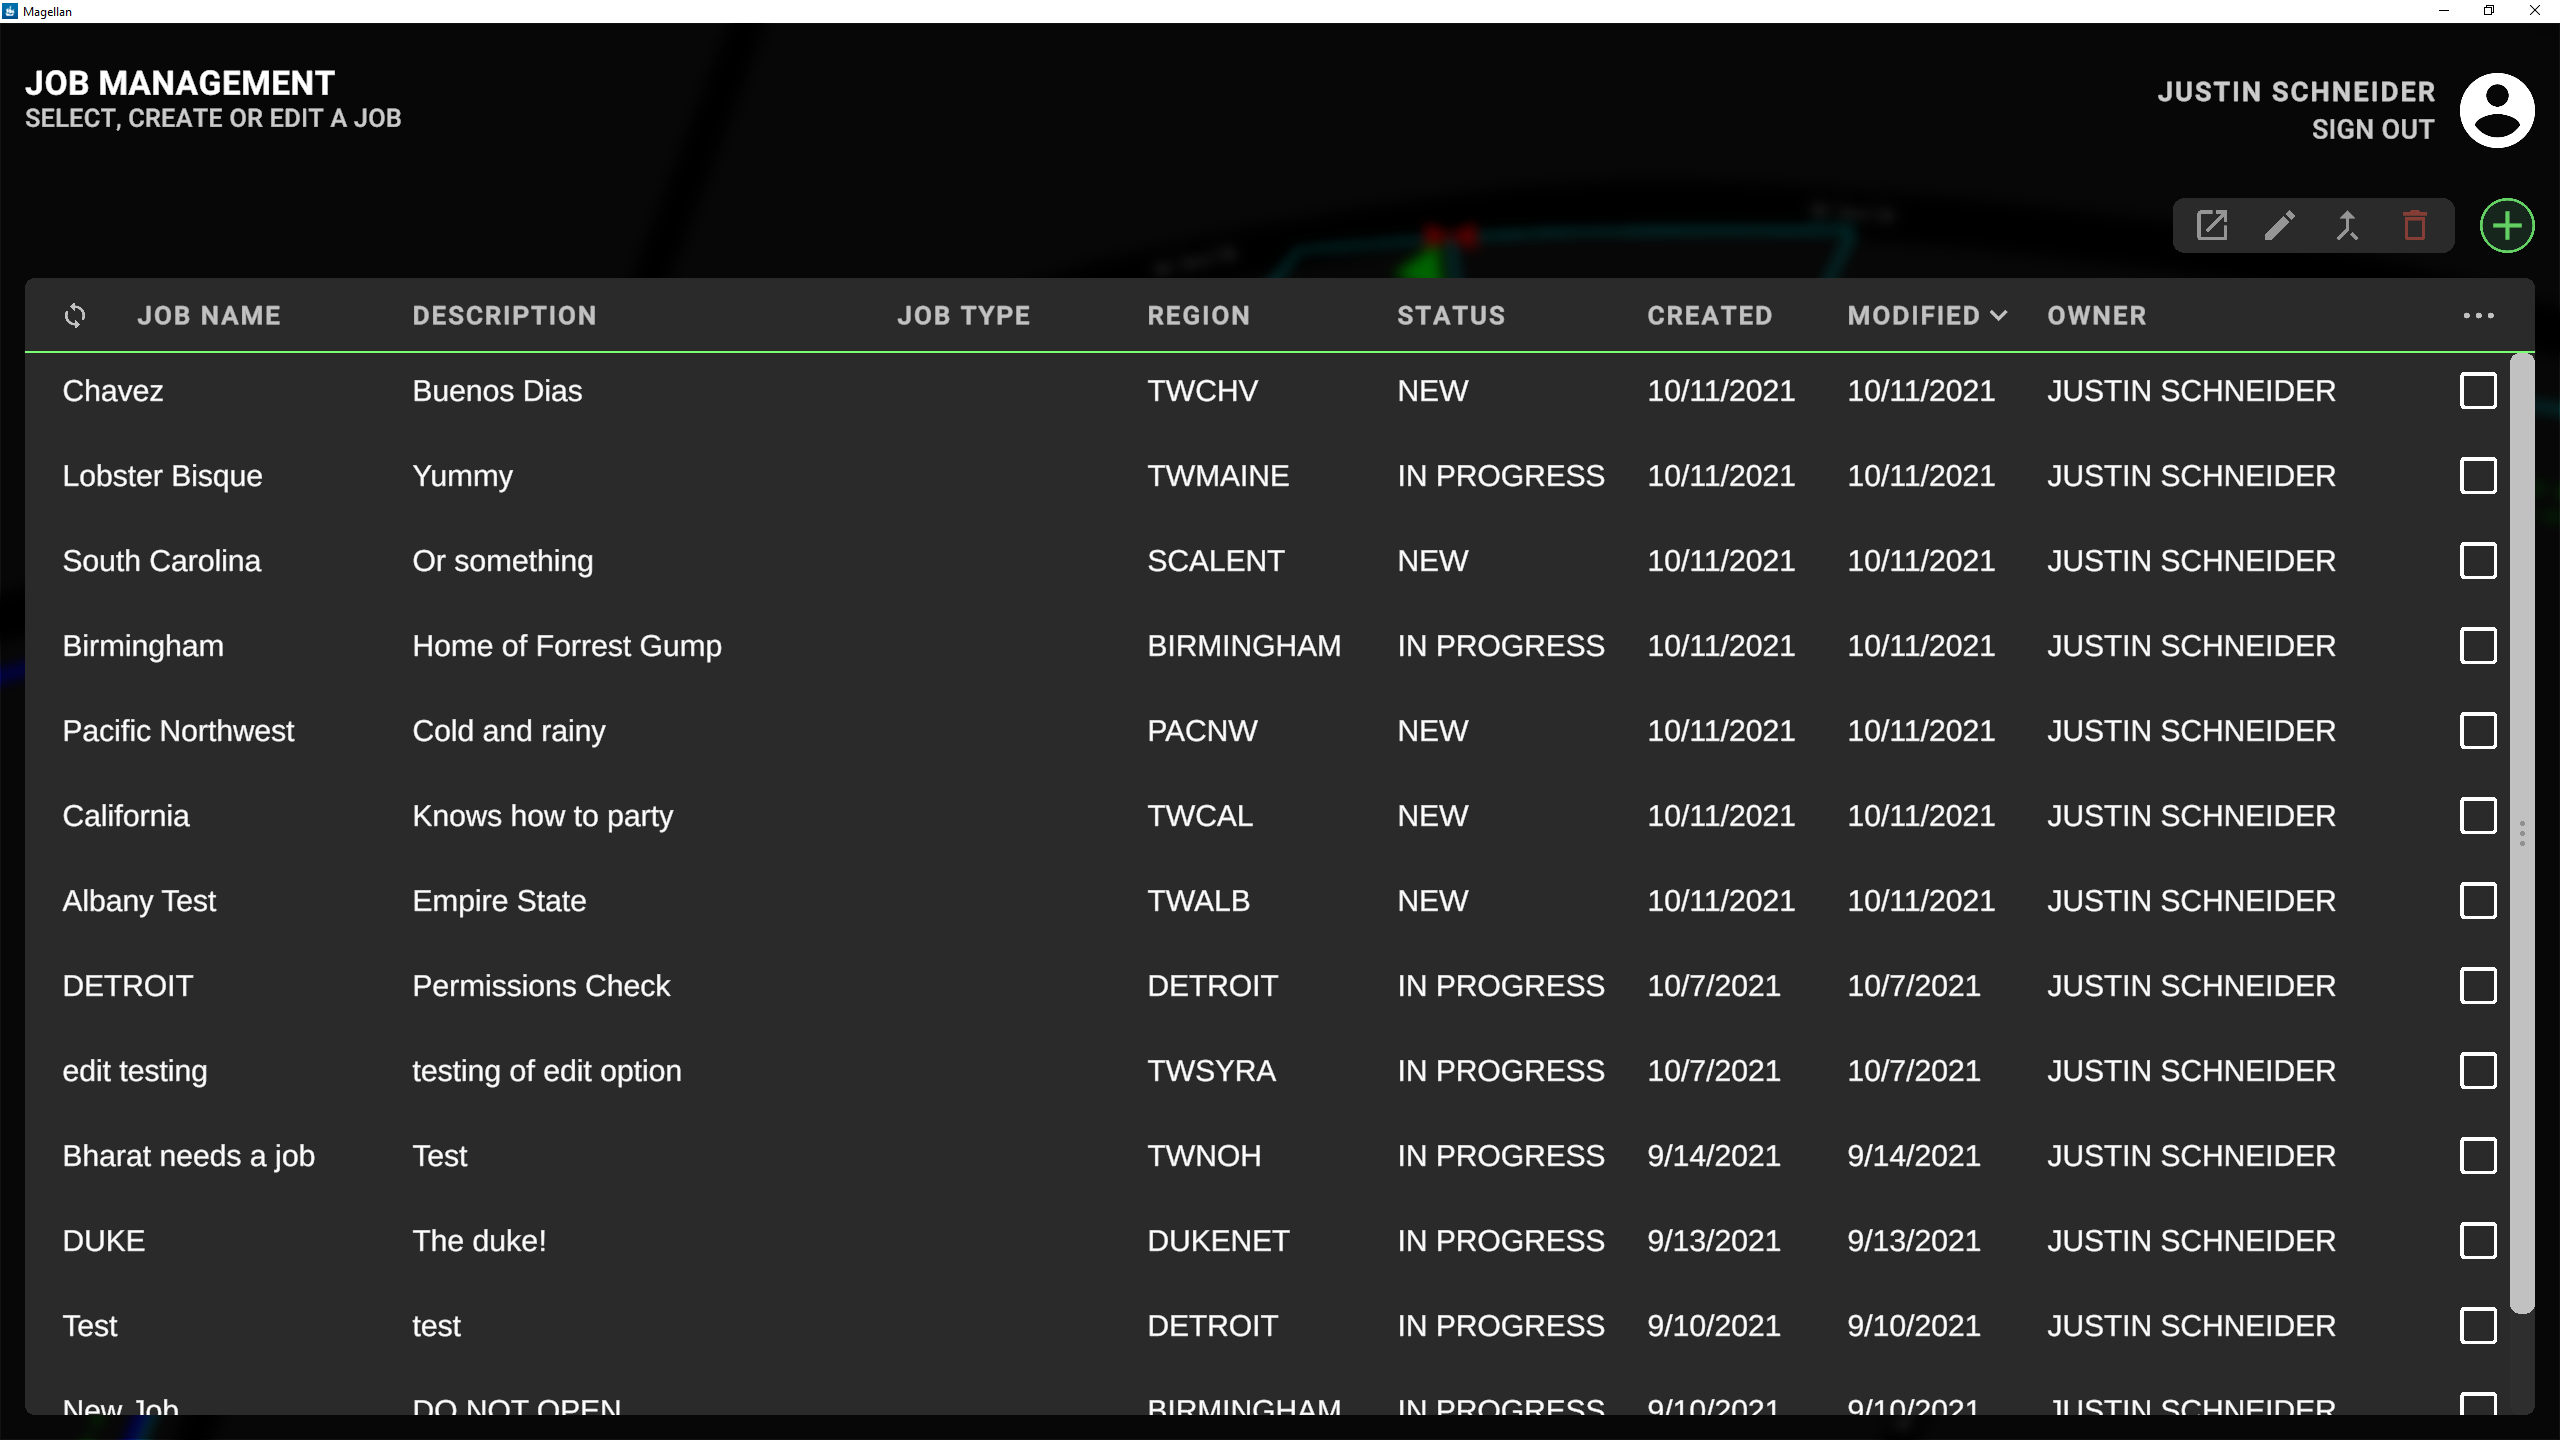 Magellan
JOB MANAGEMENT
SELECT, CREATE OR EDIT A JOB
JUSTIN SCHNEIDER
SIGN OUT
JOB NAME DESCRIPTION JOB TYPE REGION STATUS CREATED MODIFIED OWNER
Chavez Buenos Dias TWCHV NEW 10/11/2021 10/11/2021 JUSTIN SCHNEIDER
Lobster Bisque Yummy TWMAINE IN PROGRESS 10/11/2021 10/11/2021 JUSTIN SCHNEIDER
South Carolina Or something SCALENT NEW 10/11/2021 10/11/2021 JUSTIN SCHNEIDER
Birmingham Home of Forrest Gump BIRMINGHAM IN PROGRESS 10/11/2021 10/11/2021 JUSTIN SCHNEIDER
Pacific Northwest Cold and rainy PACNW NEW 10/11/2021 10/11/2021 JUSTIN SCHNEIDER
California Knows how to party TWCAL NEW 10/11/2021 10/11/2021 JUSTIN SCHNEIDER
Albany Test Empire State TWALB NEW 10/11/2021 10/11/2021 JUSTIN SCHNEIDER
DETROIT Permissions Check DETROIT IN PROGRESS 10/7/2021 10/7/2021 JUSTIN SCHNEIDER
edit testing testing of edit option TWSYRA IN PROGRESS 10/7/2021 10/7/2021 JUSTIN SCHNEIDER
Bharat needs a job Test TWNOH IN PROGRESS 9/14/2021 9/14/2021 JUSTIN SCHNEIDER
DUKE The duke! DUKENET IN PROGRESS 9/13/2021 9/13/2021 JUSTIN SCHNEIDER
Test test DETROIT IN PROGRESS 9/10/2021 9/10/2021 JUSTIN SCHNEIDER
New Job DO NOT OPEN BIRMINGHAM IN PROGRESS 9/10/2021 9/10/2021 JUSTIN SCHNEIDER